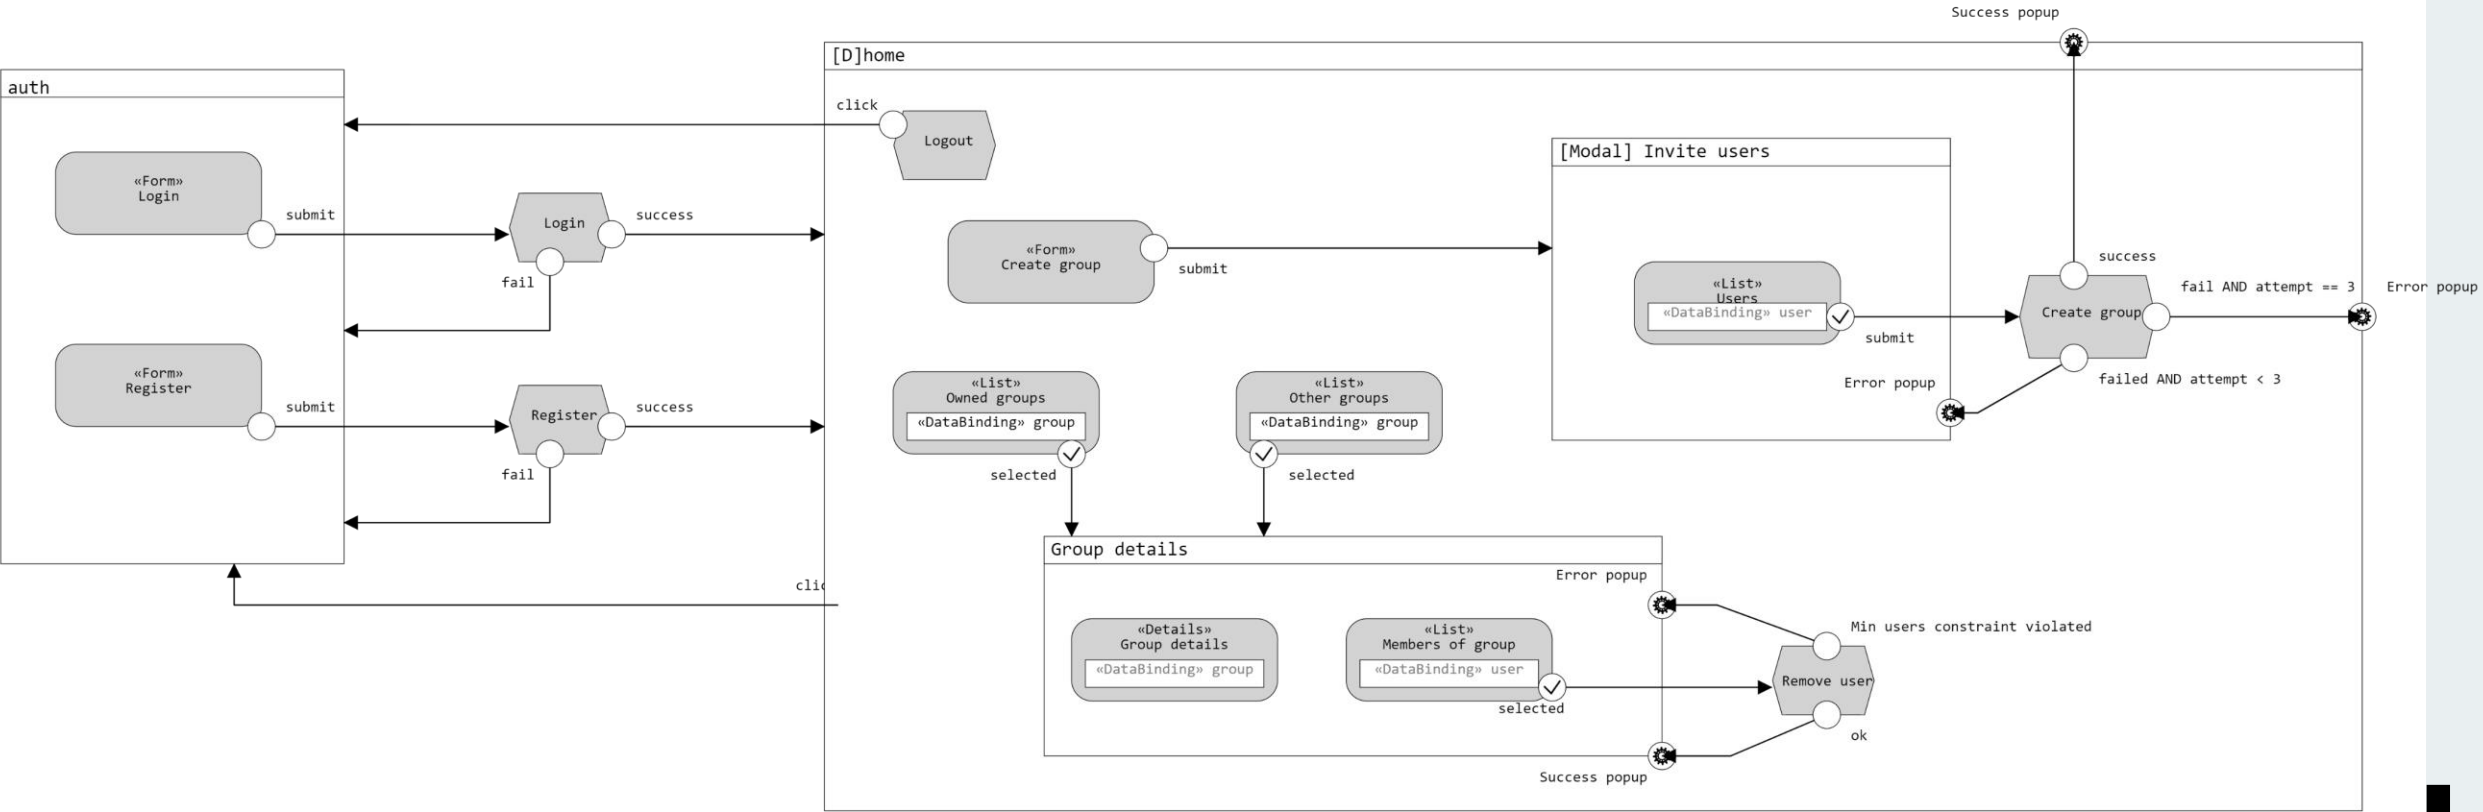 Success popup
[D]home
auth
click
Logout
[Modal] Invite users
«Form»
Login
submit
Login
success
fail
«Form»
Create group
submit
«List»
Users
«DataBinding» user
submit
success
fail AND attempt == 3
Error popup
Create group
failed AND attempt < 3
Error popup
«Form»
Register
submit
Register
success
fail
«List»
Owned groups
«DataBinding» group
selected
«List»
Other groups
«DataBinding» group
selected
clic
Group details
Error popup
«Details»
Group details
«DataBinding» group
«List»
Members of group
«DataBinding» user
selected
Min users constraint violated
Remove user
ok
Success popup